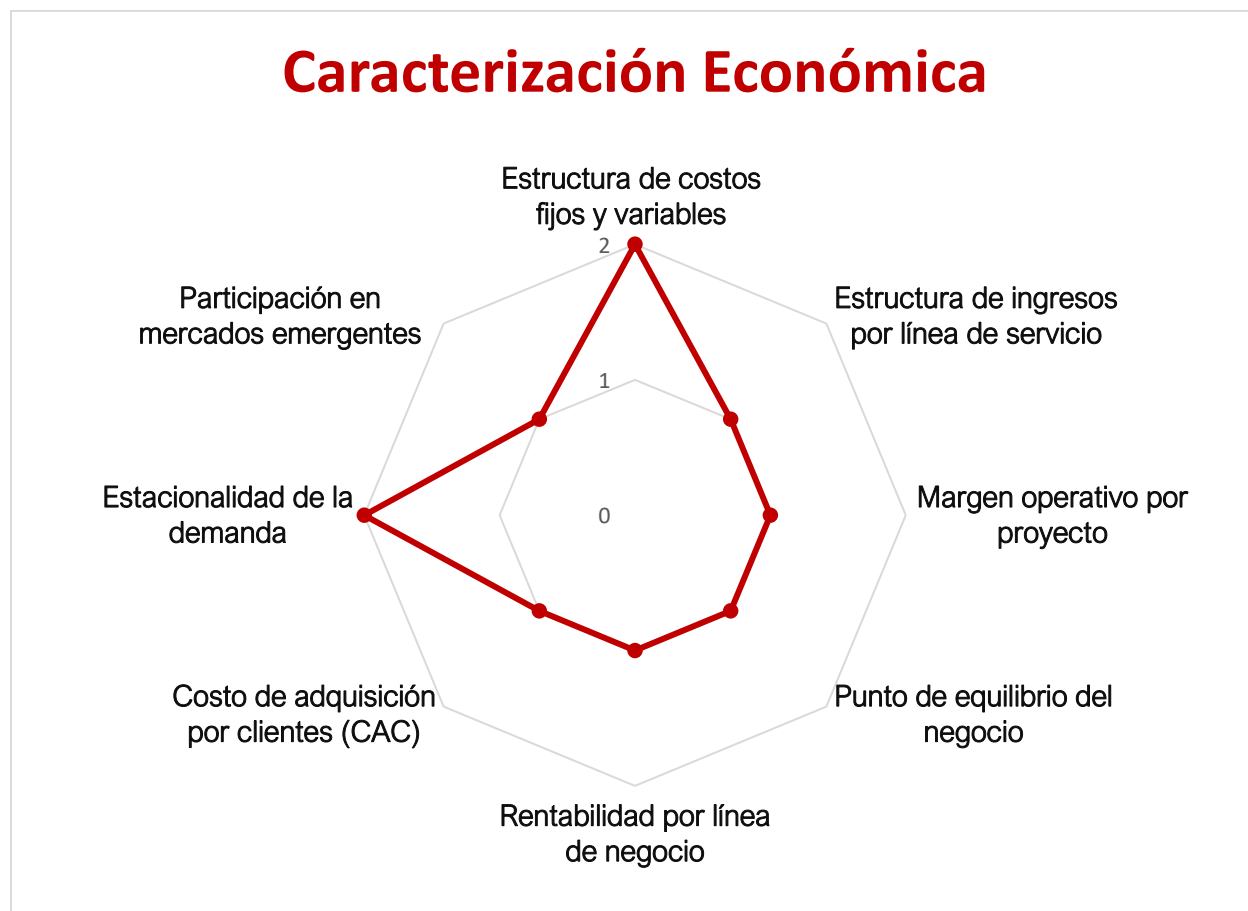 Caracterización Económica
Estructura de costos
fijos y variables
2
Participación en
mercados emergentes
Estructura de ingresos
por línea de servicio
1
Estacionalidad de la
demanda
0
Margen operativo por
proyecto
Costo de adquisición
por clientes (CAC)
Punto de equilibrio del
negocio
Rentabilidad por línea
de negocio